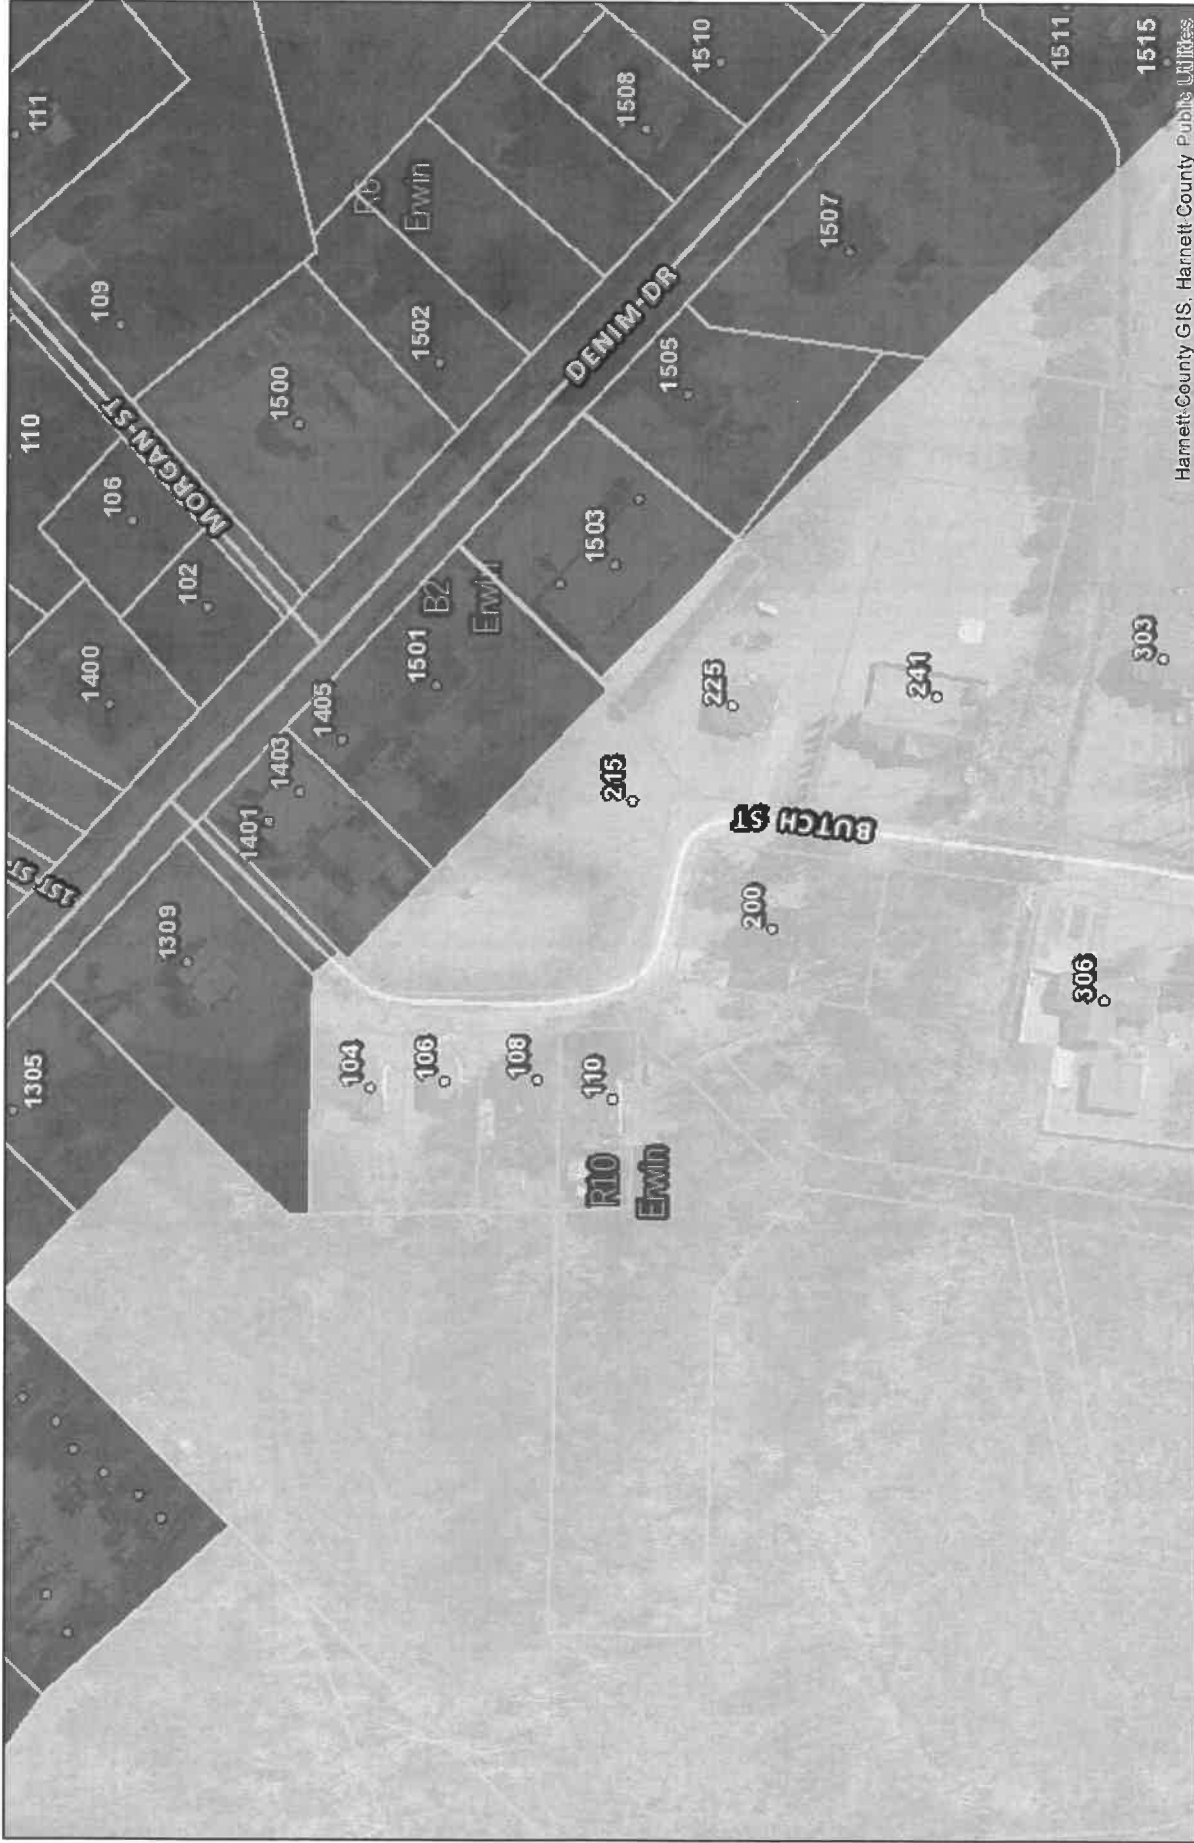 111
109
110
MORGAN-ST
106
102
1400
1500
1502
R6
Erwin
1508
1510
1511
1515
1507
DENIM-DR
1505
1503
B2
Erwin
1501
1405
1403
1401
1ST ST
1309
1305
215
225
241
303
BUTCH ST
200
306
104
106
108
110
R10
Erwin
Harnett County GIS, Harnett County Public Utilities